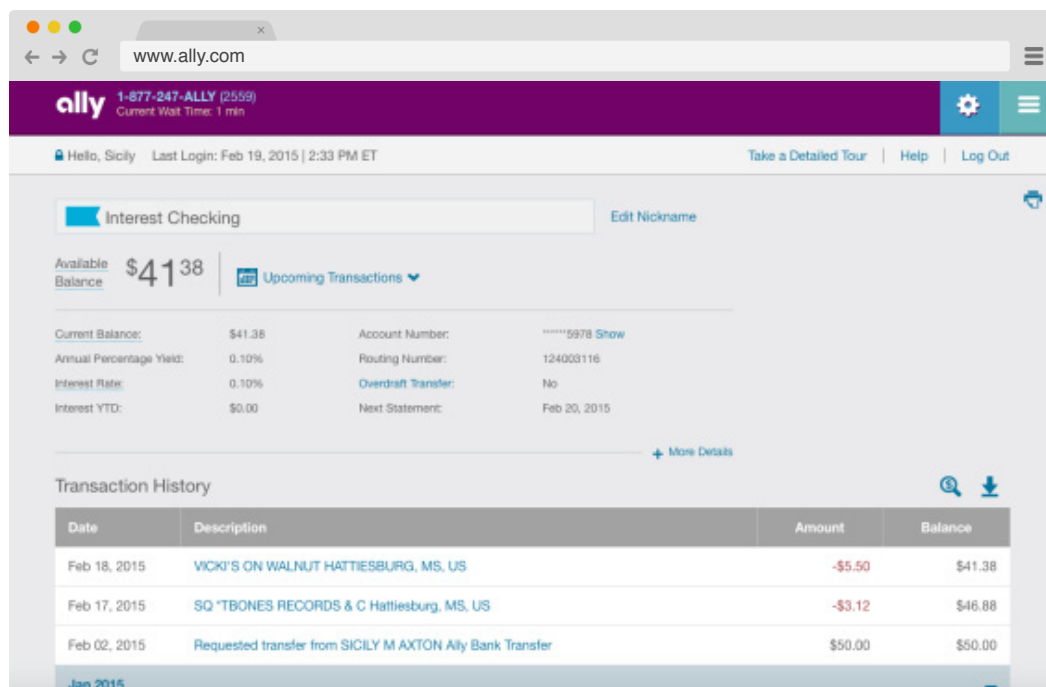 www.ally.com
ally 1-877-247-ALLY (2559)
Current Wait Time: 1 min
Hello, Sicily Last Login: Feb 19, 2015 | 2:33 PM ET Take a Detailed Tour | Help | Log Out
Interest Checking Edit Nickname
Available Balance $41.38 Upcoming Transactions
Current Balance: $41.38 Account Number: ******5978 Show
Annual Percentage Yield: 0.10% Routing Number: 124003116
Interest Rate: 0.10% Overdraft Transfer: No
Interest YTD: $0.00 Next Statement: Feb 20, 2015
+ More Details
Transaction History
Date Description Amount Balance
Feb 18, 2015 VICKI'S ON WALNUT HATTIESBURG, MS, US -$5.50 $41.38
Feb 17, 2015 SQ *TBONES RECORDS & C Hattiesburg, MS, US -$3.12 $46.88
Feb 02, 2015 Requested transfer from SICILY M AXTON Ally Bank Transfer $50.00 $50.00
Jan 2015